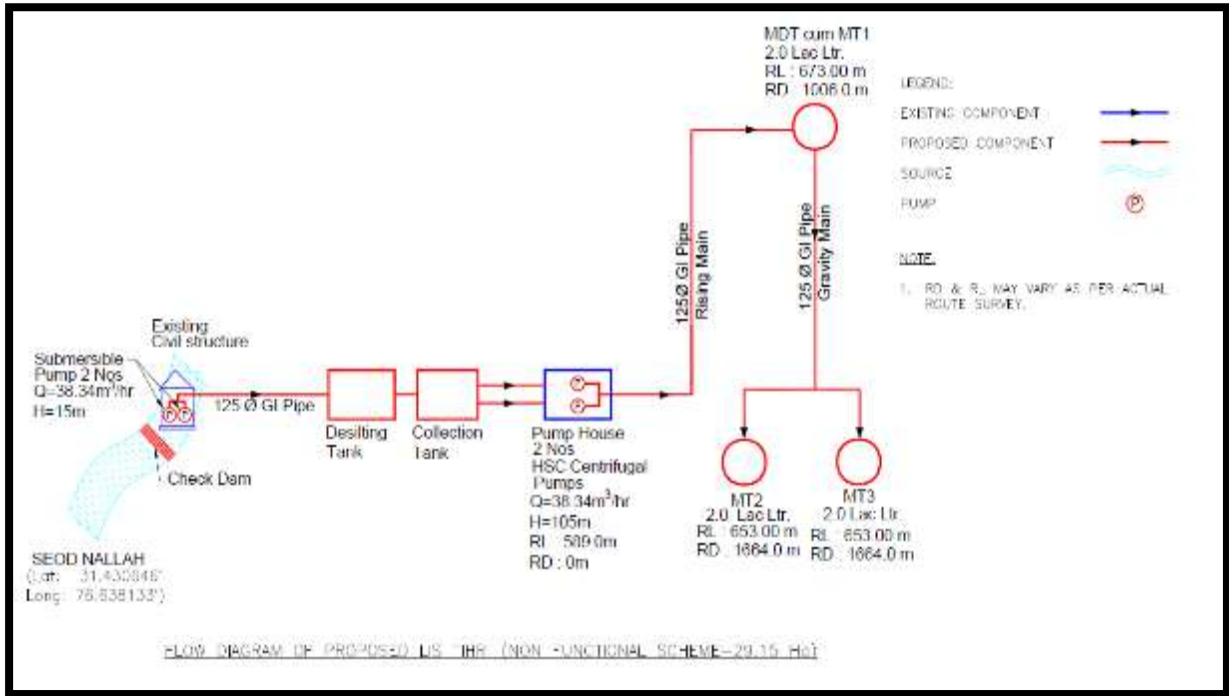 MDT cum MT1
2.0 Lac Ltr.
RL : 673.00 m
RD : 1006.0 m
LEGEND:
EXISTING COMPONENT
PROPOSED COMPONENT
SOURCE
PUMP
P
NOTE:
1. RD & RL MAY VARY AS PER ACTUAL
ROUTE SURVEY.
125Ø GI Pipe
Rising Main
125 Ø GI Pipe
Gravity Main
Existing
Civil structure
Submersible
Pump 2 Nos
Q=38.34m³/hr
H=15m
P P
125 Ø GI Pipe
Check Dam
Desilting
Tank
Collection
Tank
Pump House
2 Nos
HSC Centrifugal
Pumps
Q=38.34m³/hr
H=105m
RL : 589.0m
RD : 0m
MT2
2.0 Lac Ltr.
RL : 653.00 m
RD : 1664.0 m
MT3
2.0 Lac Ltr.
RL : 653.00 m
RD : 1664.0 m
SEOD NALLAH
(Lat: 31.430646°
Long: 76.638133°)
FLOW DIAGRAM OF PROPOSED LIS (NON FUNCTIONAL SCHEME-29.15 Ha)